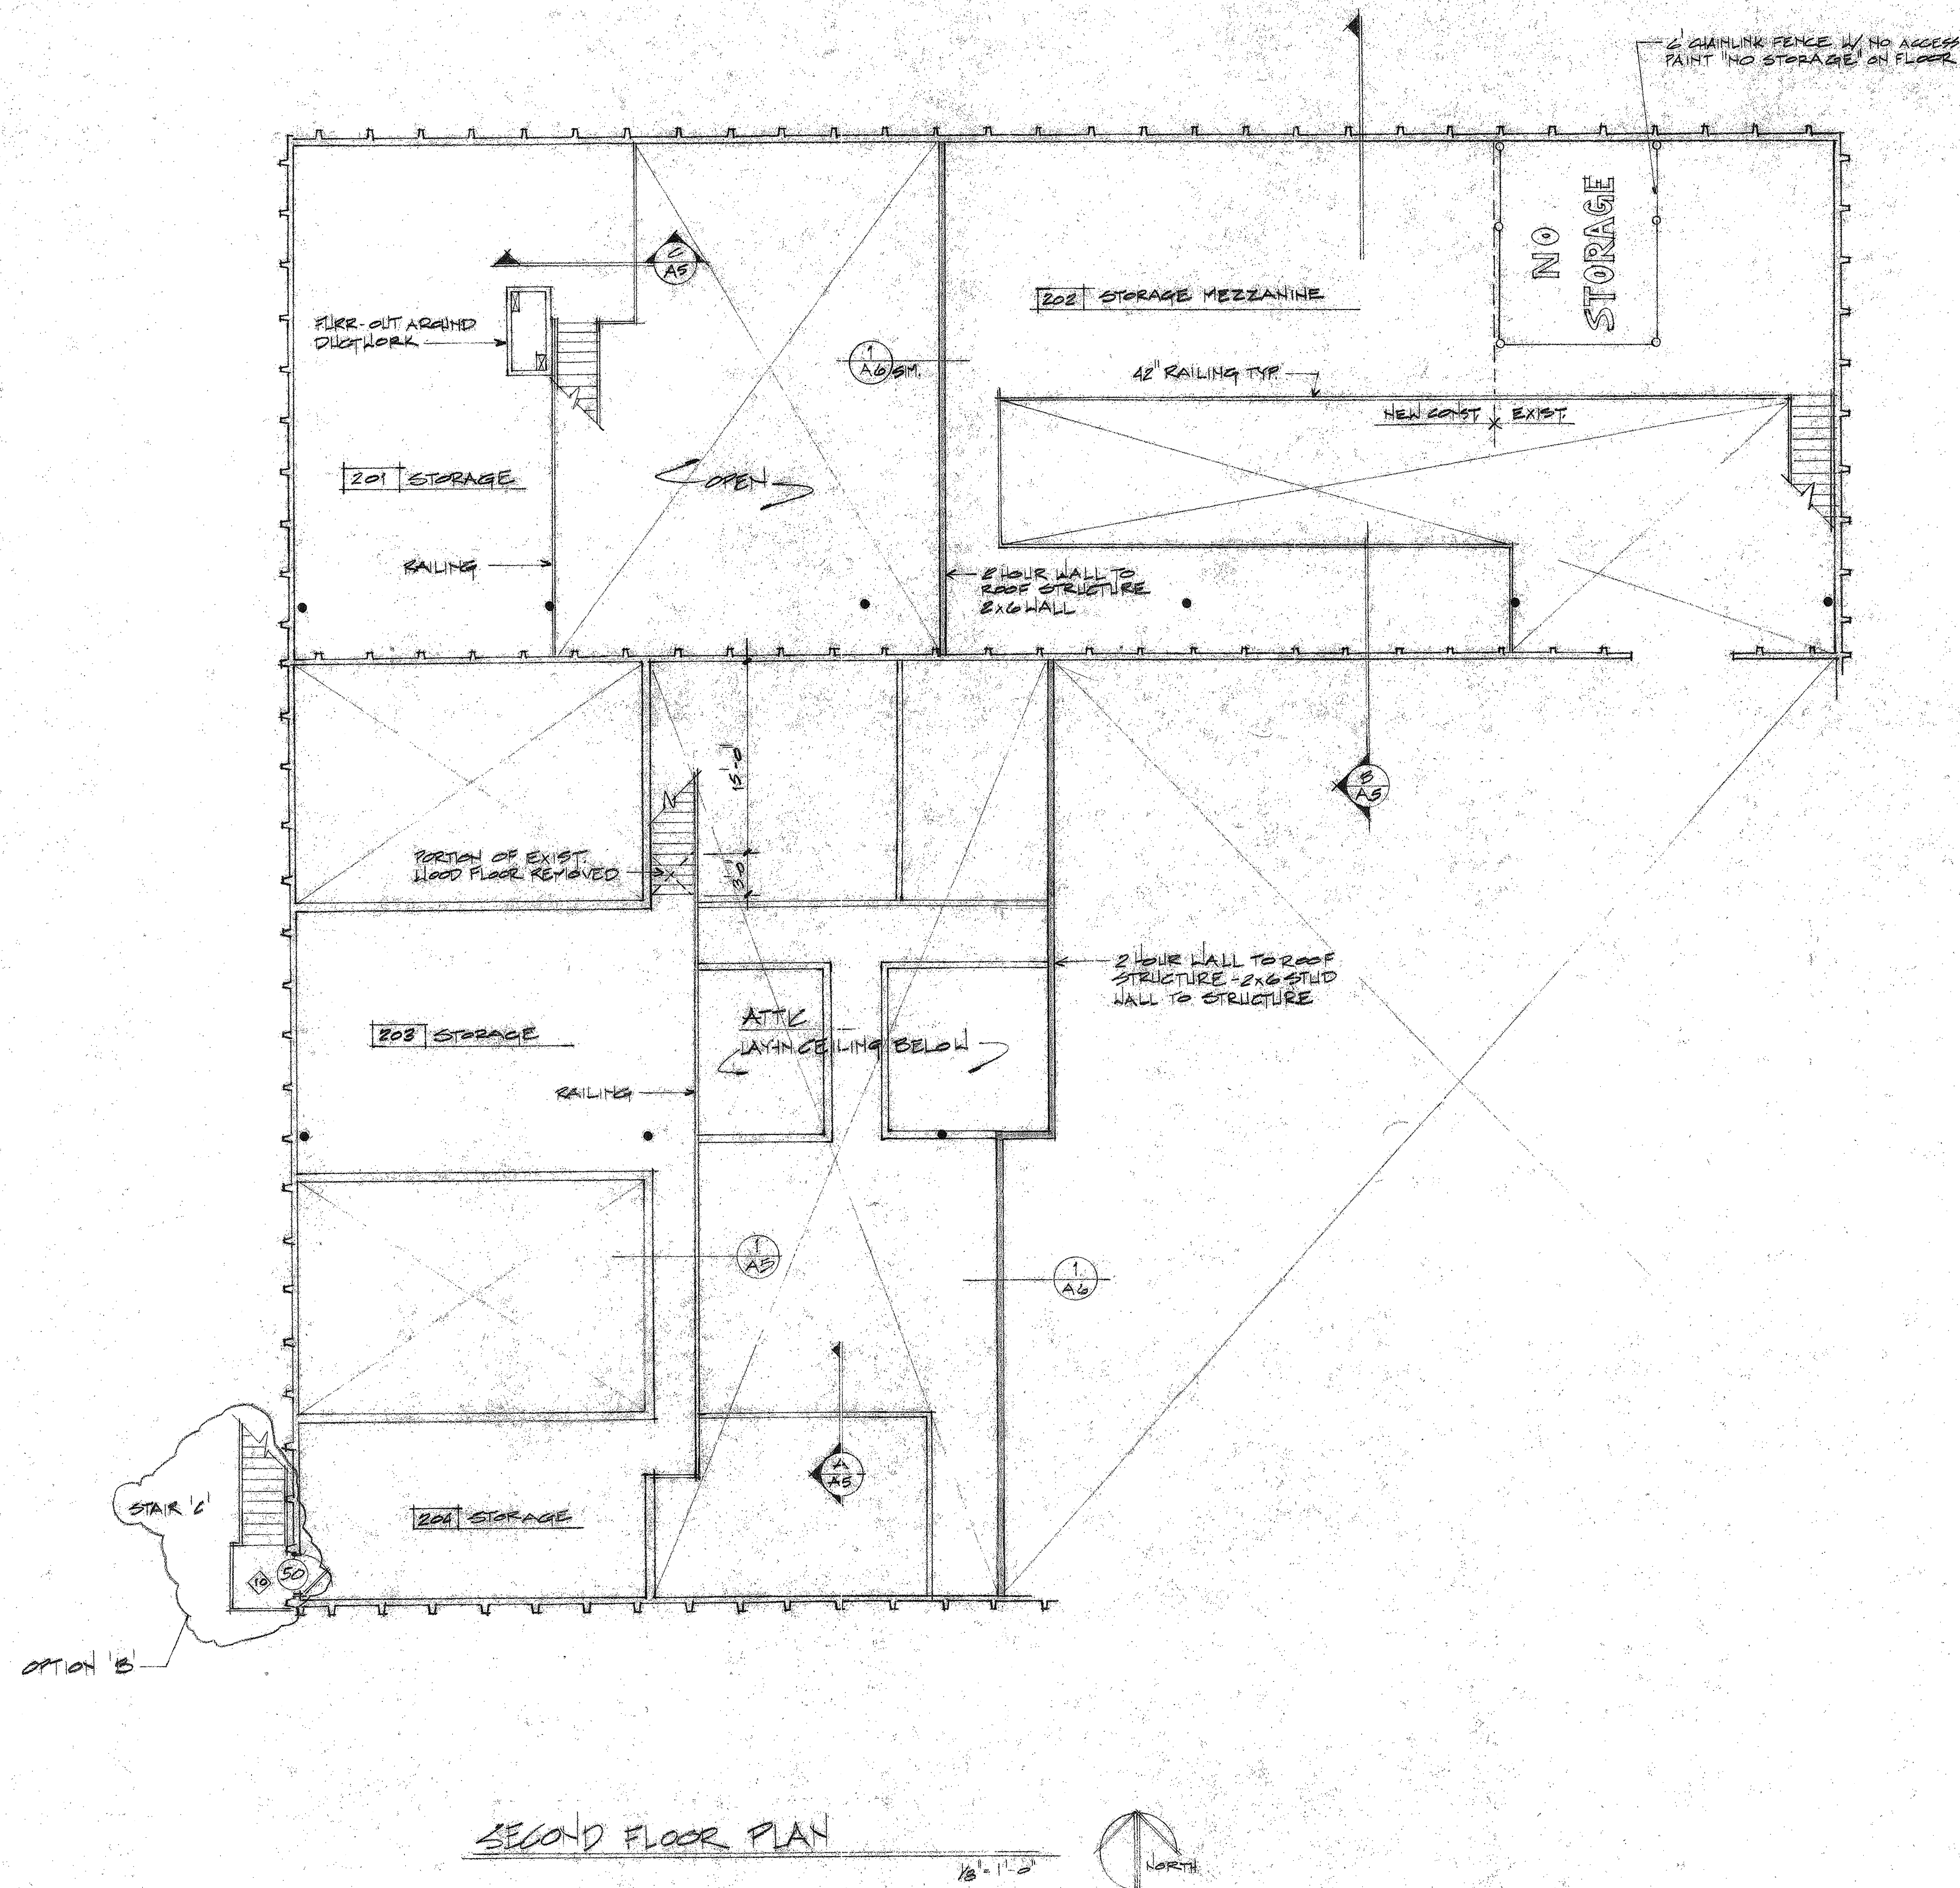 6' CHAINLINK FENCE W/ NO ACCESS
PAINT "NO STORAGE" ON FLOOR
NO
STORAGE
C
A5
202 STORAGE MEZZANINE
FURR-OUT AROUND
DUCTWORK
1
A6 SIM.
42" RAILING TYP.
NEW CONST. EXIST.
201 STORAGE
OPEN
RAILING
2 HOUR WALL TO
ROOF STRUCTURE
2x6 WALL
15'-0"
B
A5
PORTION OF EXIST.
WOOD FLOOR REMOVED
3'-0"
2 HOUR WALL TO ROOF
STRUCTURE - 2x6 STUD
WALL TO STRUCTURE
ATTIC
LAY-IN CEILING BELOW
203 STORAGE
RAILING
1
A5
1
A6
A
A5
STAIR 'C'
204 STORAGE
10
50
OPTION 'B'
SECOND FLOOR PLAN
1/8" = 1'-0"
NORTH